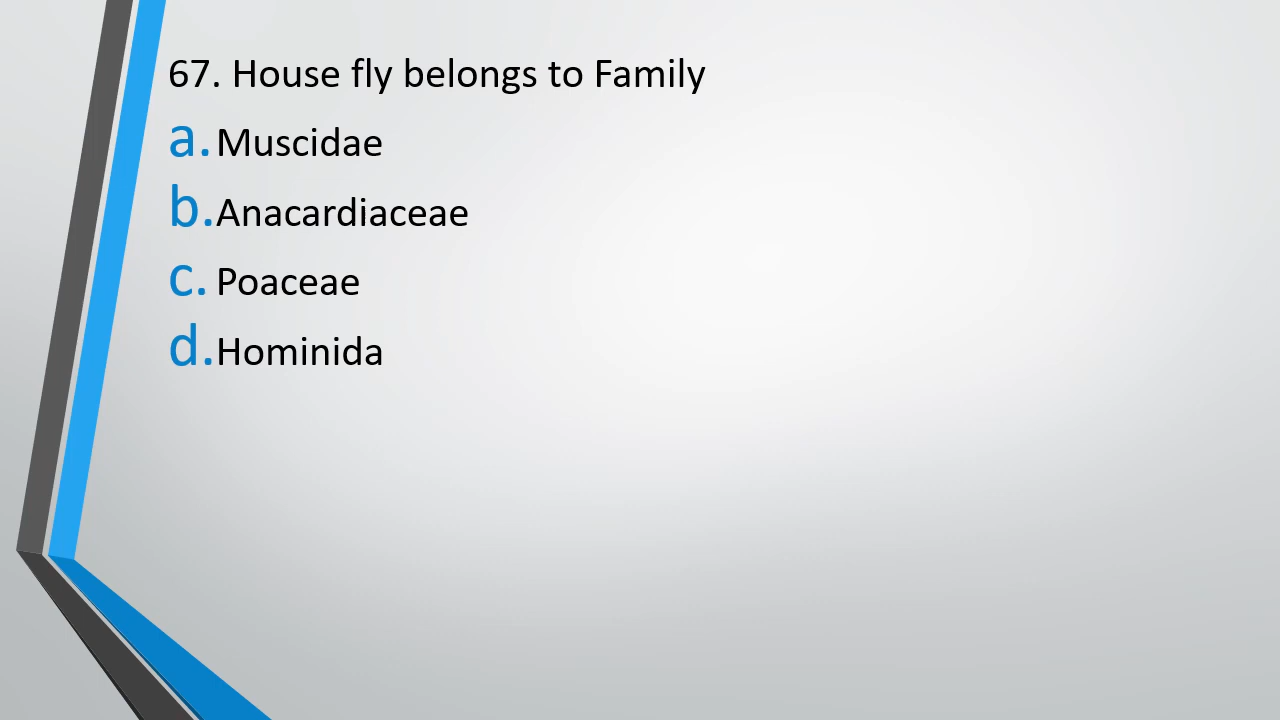 67. House fly belongs to Family
a. Muscidae
b. Anacardiaceae
c. Poaceae
d. Hominida